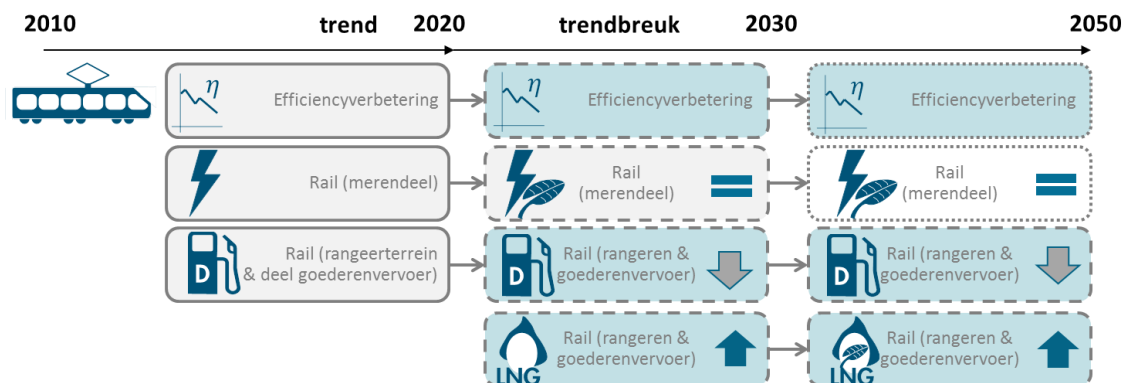 2010 trend 2020 trendbreuk 2030 2050
η Efficiencyverbetering η Efficiencyverbetering η Efficiencyverbetering
Rail (merendeel)
Rail
(merendeel)
Rail
(merendeel)
D Rail (rangeerterrein
& deel goederenvervoer)
D Rail (rangeren &
goederenvervoer)
D Rail (rangeren &
goederenvervoer)
Rail (rangeren &
goederenvervoer)
LNG
Rail (rangeren &
goederenvervoer)
LNG